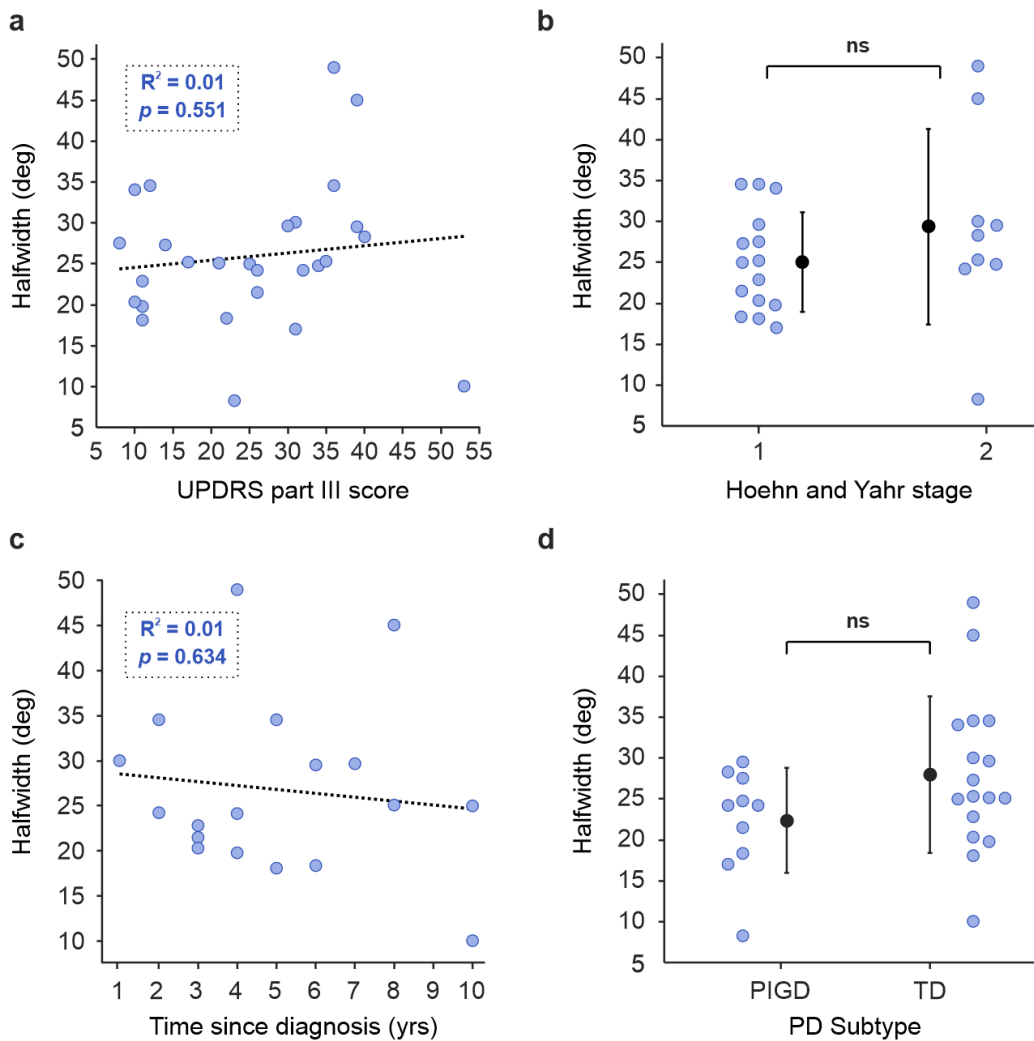 a
50
45
40
35
30
25
20
15
10
5
Halfwidth (deg)
R² = 0.01
p = 0.551
5 10 15 20 25 30 35 40 45 50 55
UPDRS part III score
b
50
45
40
35
30
25
20
15
10
5
Halfwidth (deg)
ns
1 2
Hoehn and Yahr stage
c
50
45
40
35
30
25
20
15
10
Halfwidth (deg)
R² = 0.01
p = 0.634
1 2 3 4 5 6 7 8 9 10
Time since diagnosis (yrs)
d
50
45
40
35
30
25
20
15
10
5
Halfwidth (deg)
ns
PIGD TD
PD Subtype